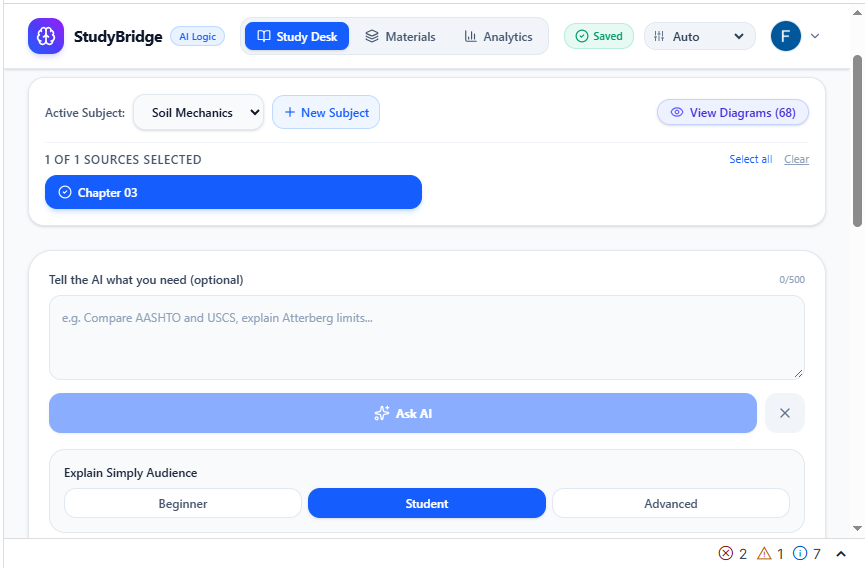 StudyBridge AI Logic Study Desk Materials Analytics Saved Auto F
Active Subject: Soil Mechanics + New Subject View Diagrams (68)
1 OF 1 SOURCES SELECTED Select all Clear
Chapter 03
Tell the AI what you need (optional) 0/500
e.g. Compare AASHTO and USCS, explain Atterberg limits...
Ask AI
Explain Simply Audience
Beginner Student Advanced
2 1 7